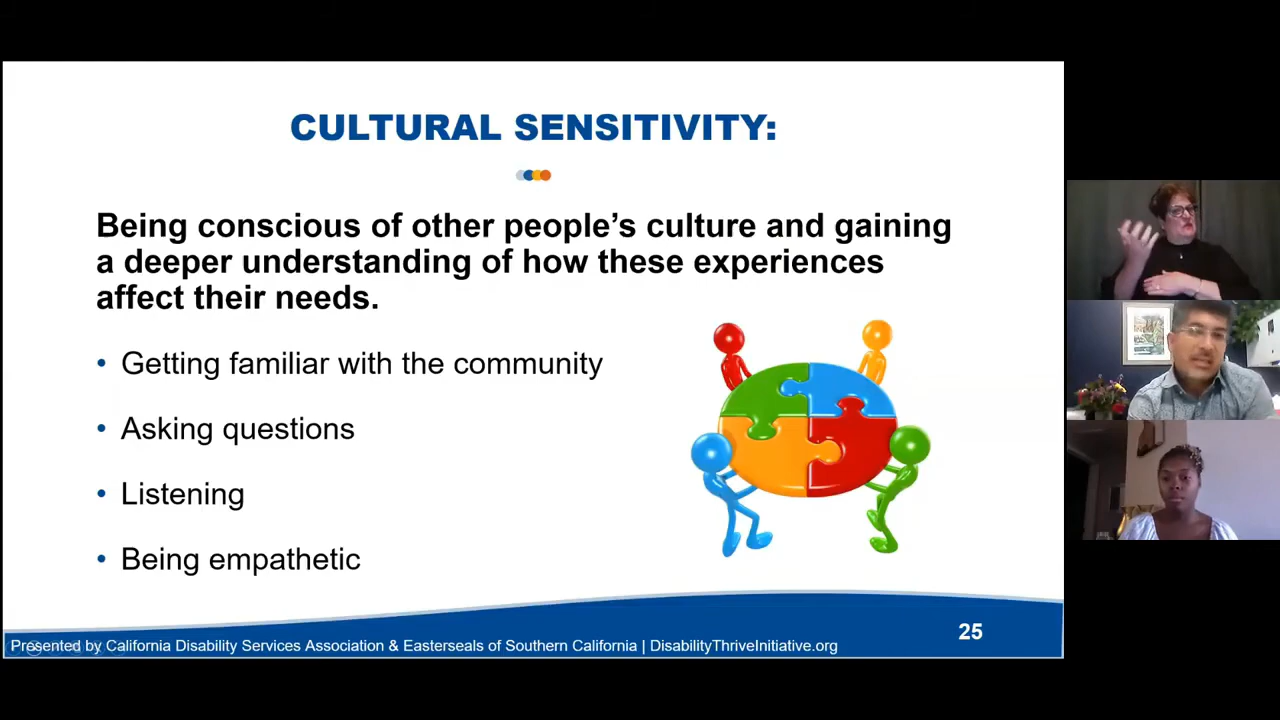 CULTURAL SENSITIVITY:
Being conscious of other people’s culture and gaining
a deeper understanding of how these experiences
affect their needs.
• Getting familiar with the community
• Asking questions
• Listening
• Being empathetic
25
Presented by California Disability Services Association & Easterseals of Southern California | DisabilityThriveInitiative.org